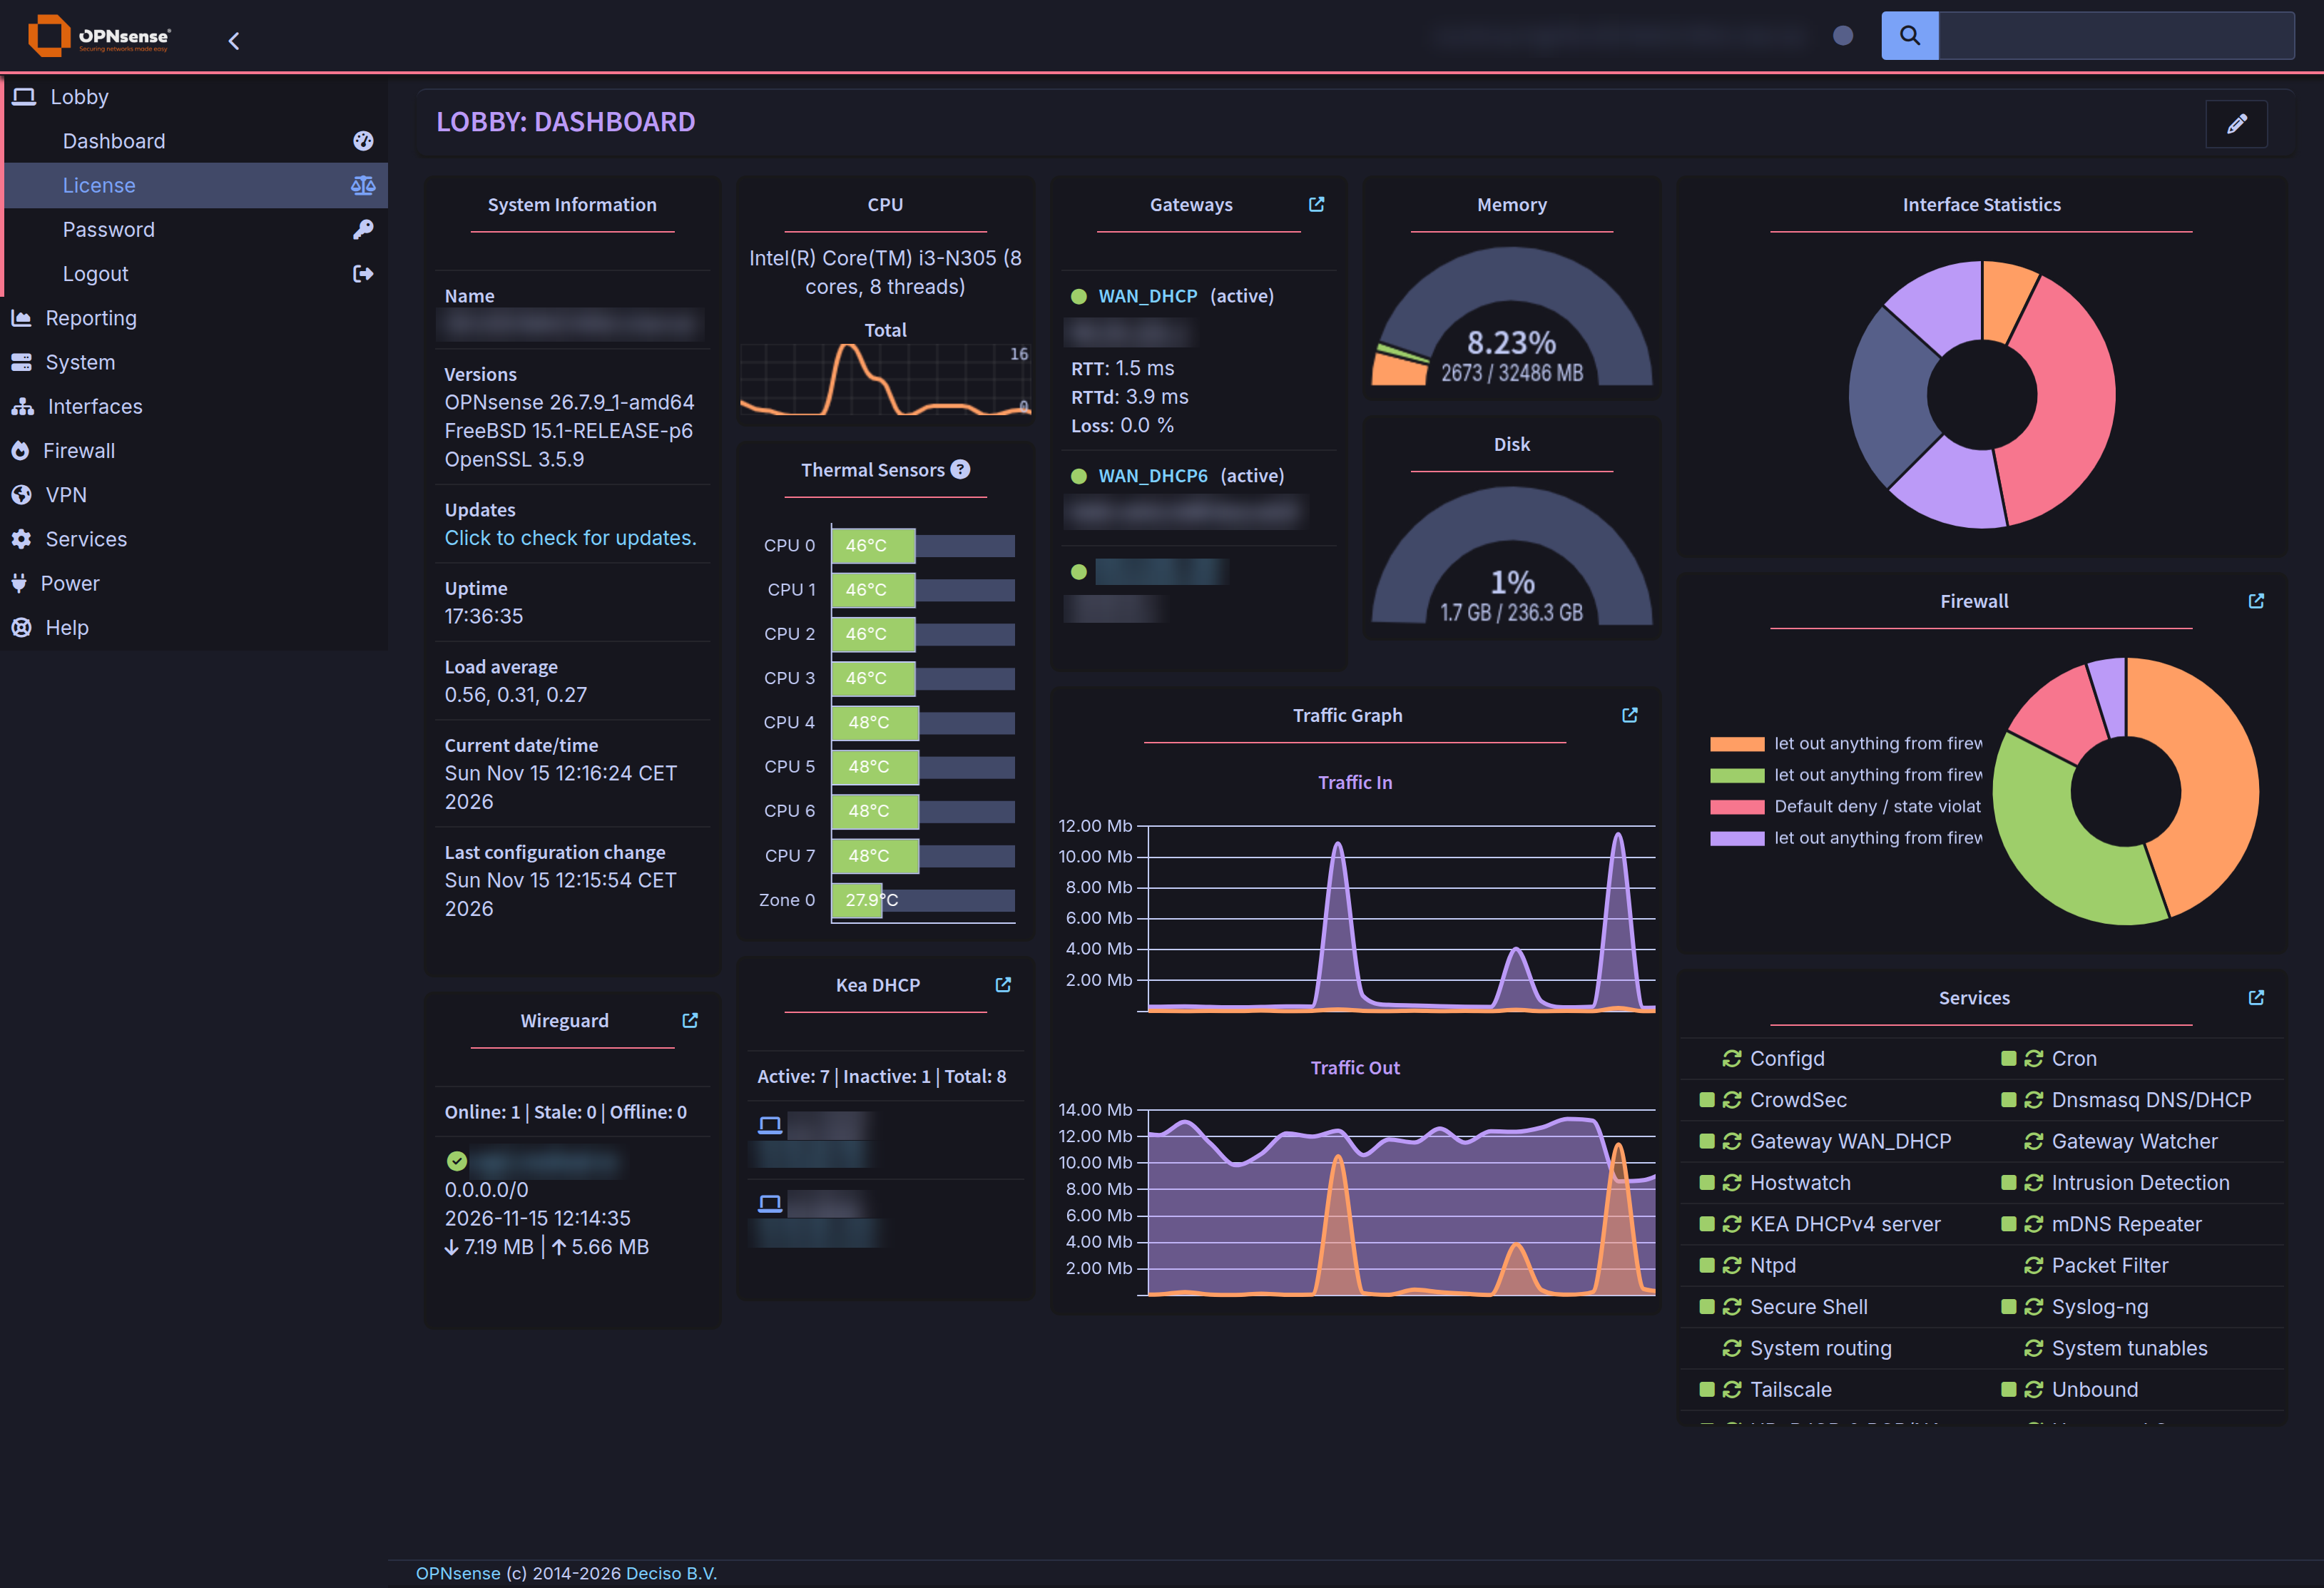 OPNsense®
Securing networks made easy
Lobby
Dashboard
License
Password
Logout
Reporting
System
Interfaces
Firewall
VPN
Services
Power
Help
LOBBY: DASHBOARD
System Information
Name
Versions
OPNsense 26.7.9_1-amd64
FreeBSD 15.1-RELEASE-p6
OpenSSL 3.5.9
Updates
Click to check for updates.
Uptime
17:36:35
Load average
0.56, 0.31, 0.27
Current date/time
Sun Nov 15 12:16:24 CET
2026
Last configuration change
Sun Nov 15 12:15:54 CET
2026
Wireguard
Online: 1 | Stale: 0 | Offline: 0
0.0.0.0/0
2026-11-15 12:14:35
↓ 7.19 MB | ↑ 5.66 MB
CPU
Intel(R) Core(TM) i3-N305 (8
cores, 8 threads)
Total
16
0
Thermal Sensors ?
CPU 0 46°C
CPU 1 46°C
CPU 2 46°C
CPU 3 46°C
CPU 4 48°C
CPU 5 48°C
CPU 6 48°C
CPU 7 48°C
Zone 0 27.9°C
Kea DHCP
Active: 7 | Inactive: 1 | Total: 8
Gateways
WAN_DHCP (active)
RTT: 1.5 ms
RTTd: 3.9 ms
Loss: 0.0 %
WAN_DHCP6 (active)
Memory
8.23%
2673 / 32486 MB
Disk
1%
1.7 GB / 236.3 GB
Traffic Graph
Traffic In
12.00 Mb
10.00 Mb
8.00 Mb
6.00 Mb
4.00 Mb
2.00 Mb
Traffic Out
14.00 Mb
12.00 Mb
10.00 Mb
8.00 Mb
6.00 Mb
4.00 Mb
2.00 Mb
Interface Statistics
Firewall
let out anything from firew
let out anything from firew
Default deny / state violat
let out anything from firew
Services
Configd Cron
CrowdSec Dnsmasq DNS/DHCP
Gateway WAN_DHCP Gateway Watcher
Hostwatch Intrusion Detection
KEA DHCPv4 server mDNS Repeater
Ntpd Packet Filter
Secure Shell Syslog-ng
System routing System tunables
Tailscale Unbound
OPNsense (c) 2014-2026 Deciso B.V.